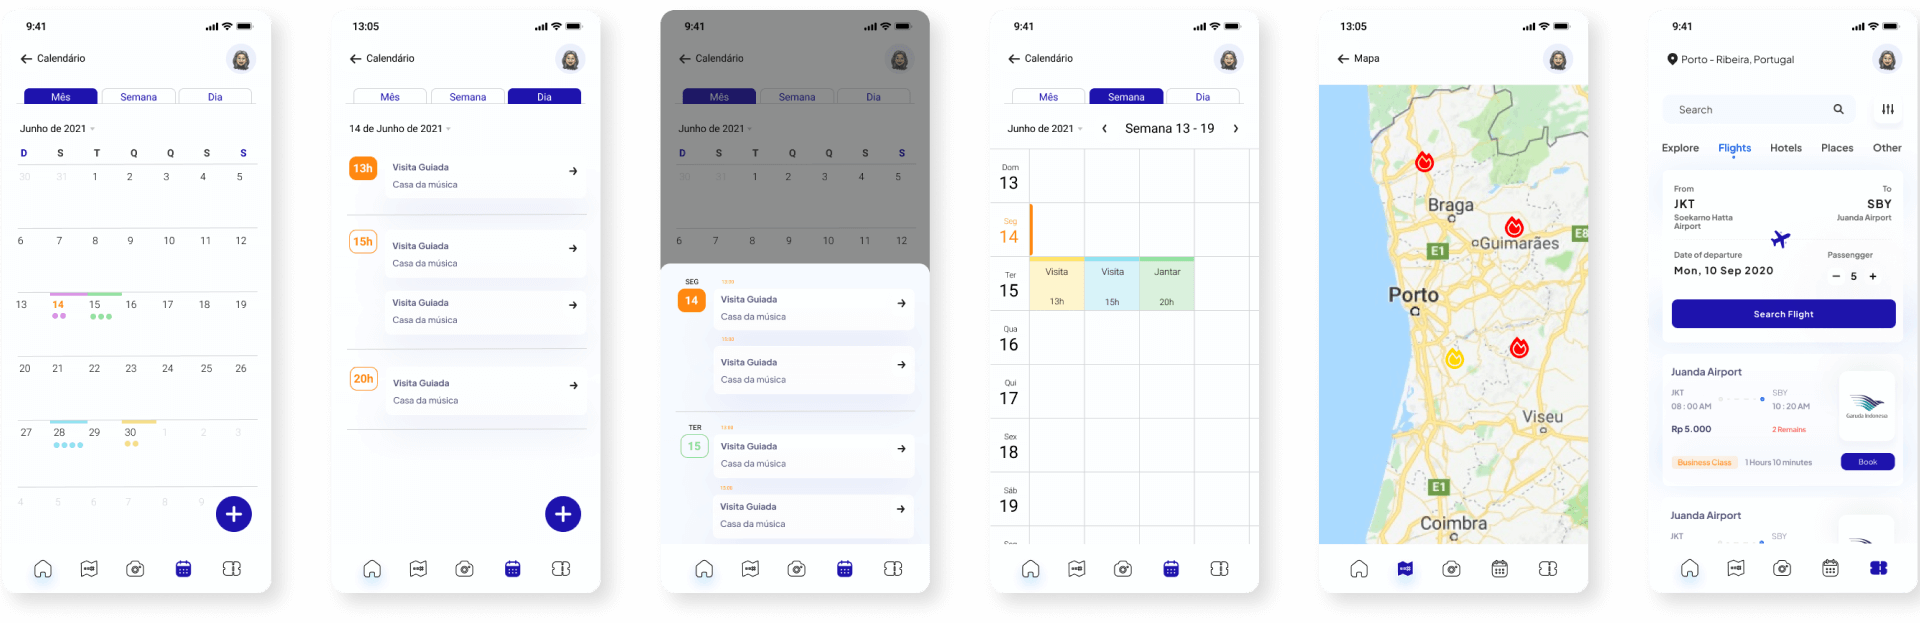 9:41
Calendário
Mês Semana Dia
Junho de 2021
D S T Q Q S S
30 31 1 2 3 4 5
6 7 8 9 10 11 12
13 14 15 16 17 18 19
20 21 22 23 24 25 26
27 28 29 30 1 2 3
4 5 6 7 8 9
13:05
Calendário
Mês Semana Dia
14 de Junho de 2021
13h
Visita Guiada
Casa da música
15h
Visita Guiada
Casa da música
Visita Guiada
Casa da música
20h
Visita Guiada
Casa da música
9:41
Calendário
Mês Semana Dia
Junho de 2021
D S T Q Q S S
30 31 1 2 3 4 5
6 7 8 9 10 11 12
SEG
14
Visita Guiada
Casa da música
Visita Guiada
Casa da música
TER
15
Visita Guiada
Casa da música
Visita Guiada
Casa da música
9:41
Calendário
Mês Semana Dia
Junho de 2021 Semana 13 - 19
Dom
13
Seg
14
Ter
15
Visita
13h
Visita
15h
Jantar
20h
Qua
16
Qui
17
Sex
18
Sáb
19
13:05
Mapa
Braga
Guimarães
E1
E8
Porto
Viseu
E1
Coimbra
9:41
Porto - Ribeira, Portugal
Search
Explore Flights Hotels Places Other
From To
JKT SBY
Soekarno Hatta Airport
Juanda Airport
Date of departure Passengger
Mon, 10 Sep 2020 − 5 +
Search Flight
Juanda Airport
JKT SBY
08:00 AM 10:20 AM
Garuda Indonesia
Rp 5.000 2 Remains
Business Class 1 Hours 10 minutes Book
Juanda Airport
JKT SBY